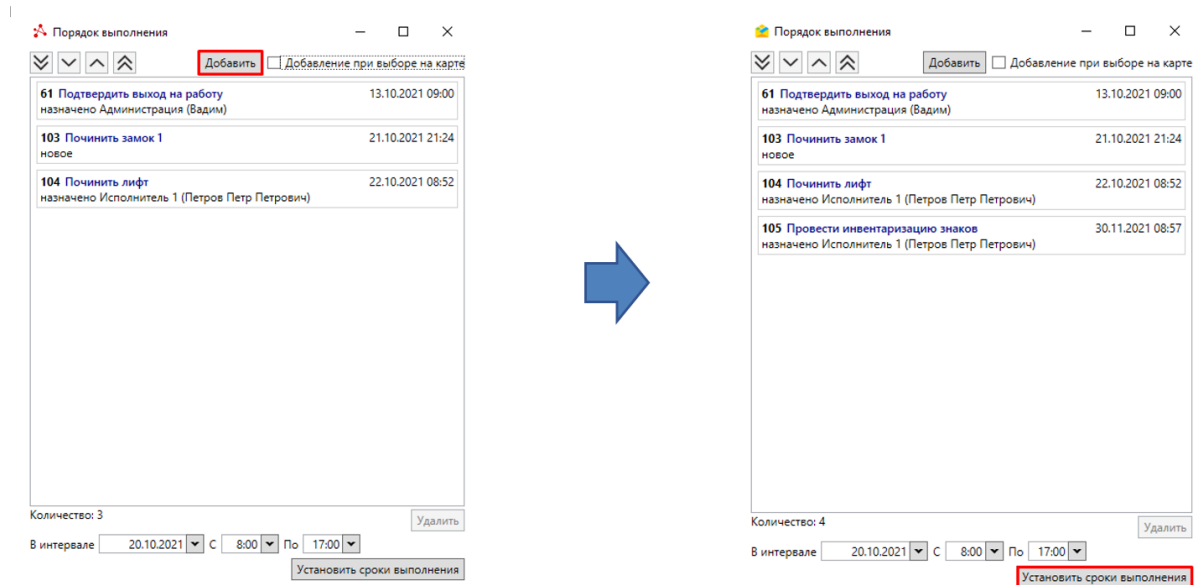 Порядок выполнения
Добавить Добавление при выборе на карте
61 Подтвердить выход на работу 13.10.2021 09:00
назначено Администрация (Вадим)
103 Починить замок 1 21.10.2021 21:24
новое
104 Починить лифт 22.10.2021 08:52
назначено Исполнитель 1 (Петров Петр Петрович)
Количество: 3
Удалить
В интервале 20.10.2021 С 8:00 По 17:00
Установить сроки выполнения
Порядок выполнения
Добавить Добавление при выборе на карте
61 Подтвердить выход на работу 13.10.2021 09:00
назначено Администрация (Вадим)
103 Починить замок 1 21.10.2021 21:24
новое
104 Починить лифт 22.10.2021 08:52
назначено Исполнитель 1 (Петров Петр Петрович)
105 Провести инвентаризацию знаков 30.11.2021 08:57
назначено Исполнитель 1 (Петров Петр Петрович)
Количество: 4
Удалить
В интервале 20.10.2021 С 8:00 По 17:00
Установить сроки выполнения